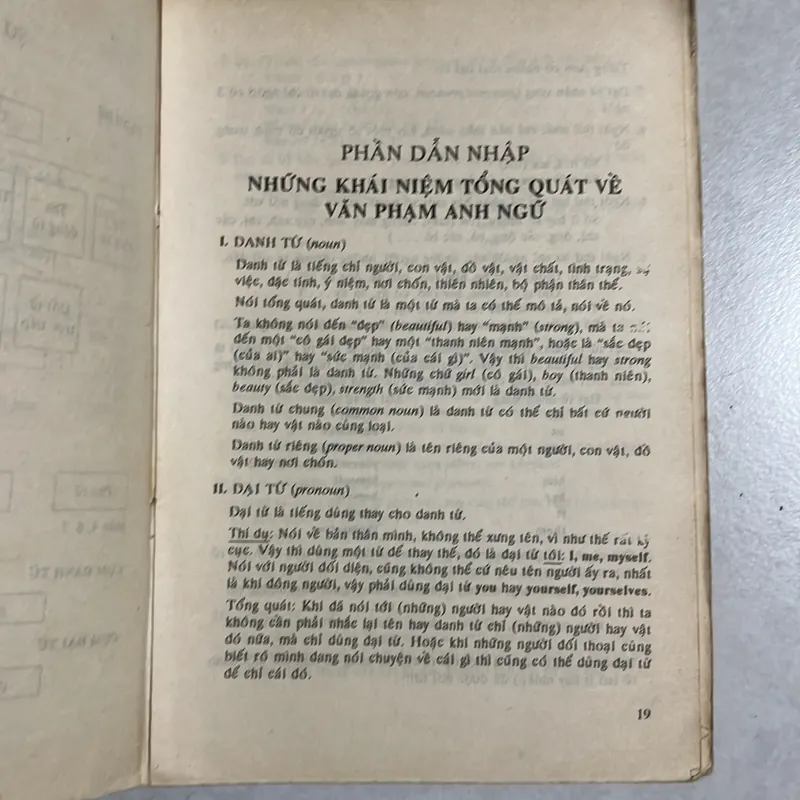 PHẦN DẪN NHẬP
NHỮNG KHÁI NIỆM TỔNG QUÁT VỀ
VĂN PHẠM ANH NGỮ
I. DANH TỪ (noun)
Danh từ là tiếng chỉ người, con vật, đồ vật, vật chất, tình trạng, sự
việc, đặc tính, ý niệm, nơi chốn, thiên nhiên, bộ phận thân thể.
Nói tổng quát, danh từ là một từ mà ta có thể mô tả, nói về nó.
Ta không nói đến “đẹp” (beautiful) hay “mạnh” (strong), mà ta nói
đến một “cô gái đẹp” hay một “thanh niên mạnh”, hoặc là “sắc đẹp
(của ai)” hay “sức mạnh (của cái gì)”. Vậy thì beautiful hay strong
không phải là danh từ. Những chữ girl (cô gái), boy (thanh niên),
beauty (sắc đẹp), strength (sức mạnh) mới là danh từ.
Danh từ chung (common noun) là danh từ có thể chỉ bất cứ người
nào hay vật nào cùng loại.
Danh từ riêng (proper noun) là tên riêng của một người, con vật, đồ
vật hay nơi chốn.
II. ĐẠI TỪ (pronoun)
Đại từ là tiếng dùng thay cho danh từ.
Thí dụ: Nói về bản thân mình, không thể xưng tên, vì như thế rất kỳ
cục. Vậy thì dùng một từ để thay thế, đó là đại từ tôi: I, me, myself.
Nói với người đối diện, cũng không thể cứ nêu tên người ấy ra, nhất
là khi đông người, vậy phải dùng đại từ you hay yourself, yourselves.
Tổng quát: Khi đã nói tới (những) người hay vật nào đó rồi thì ta
không cần phải nhắc lại tên hay danh từ chỉ (những) người hay vật
đó nữa, mà chỉ dùng đại từ. Hoặc khi những người đối thoại cùng
biết rõ mình đang nói chuyện về cái gì thì cũng có thể dùng đại từ
để chỉ cái đó.
19